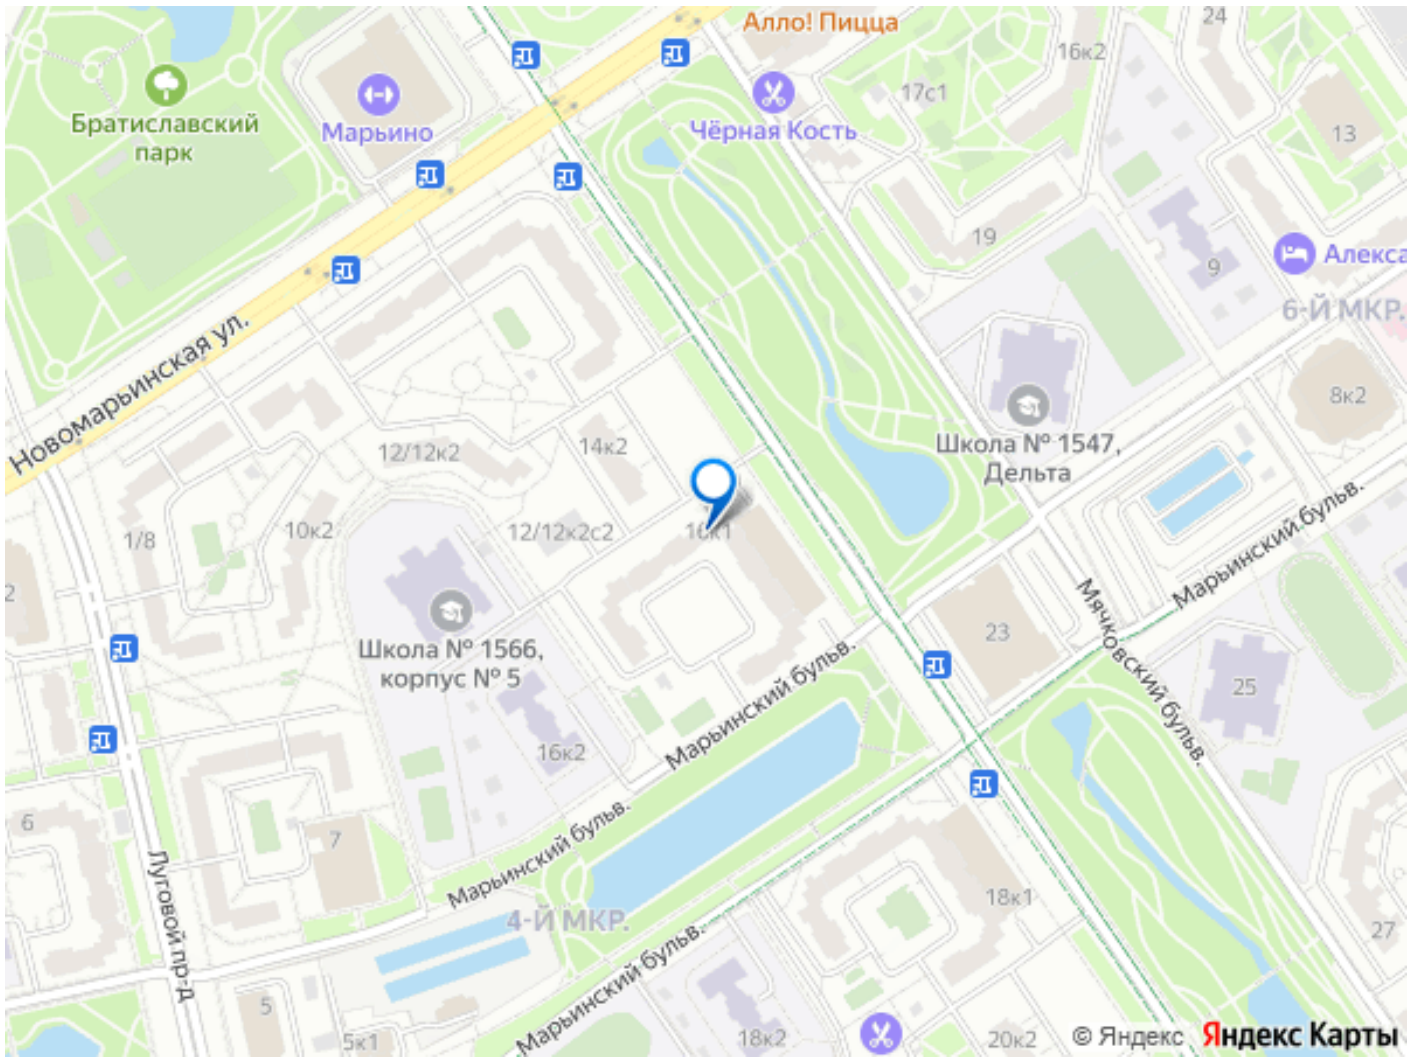 Алло! Пицца
24
16к2
17с1
13
Чёрная Кость
Братиславский
парк
Марьино
19
9
Алекса
6-Й МКР.
Новомарьинская ул.
8к2
Школа № 1547,
Дельта
12/12к2
14к2
1/8
10к2
12/12к2с2
16к1
Марьинский бульв.
2
Школа № 1566,
корпус № 5
23
Мячковский бульв.
25
Марьинский бульв.
16к2
6
7
Марьинский бульв.
Луговой пр-д
4-Й МКР.
18к1
27
Марьинский бульв.
5
5к1
18к2
20к2
© Яндекс Яндекс Карты